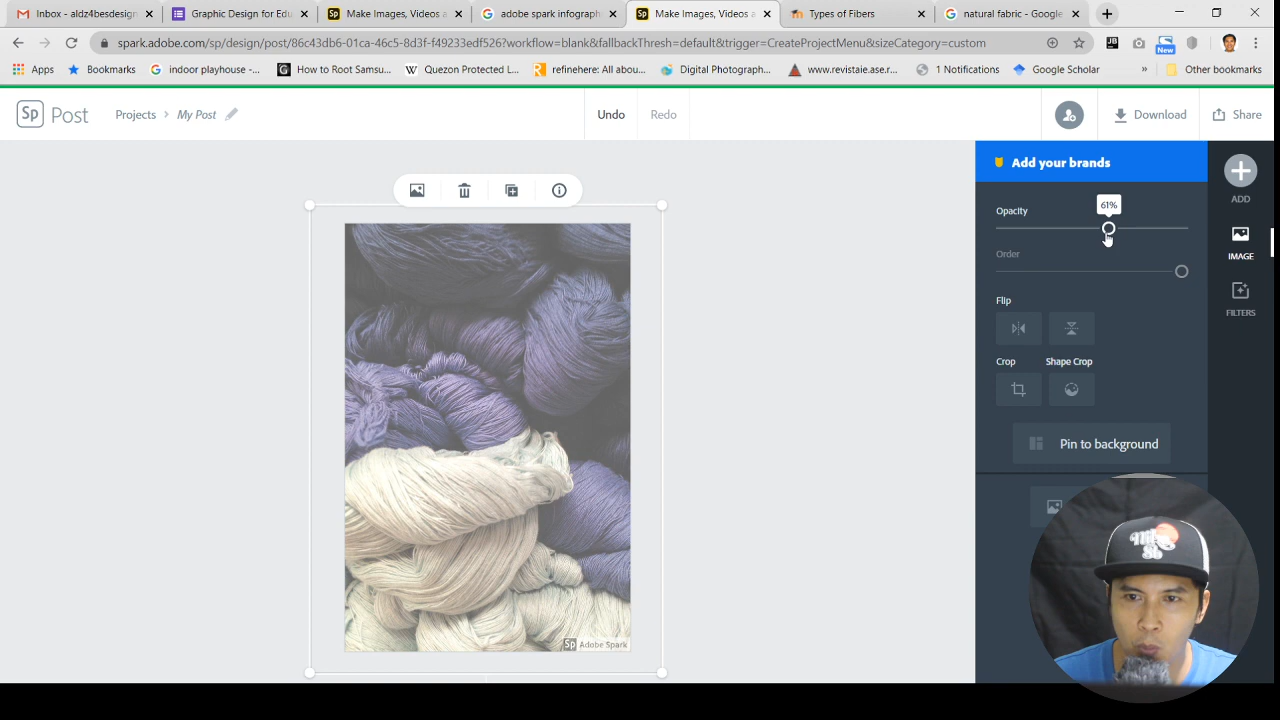 Inbox - aldz4besdesign
Graphic Design for Edu
Make Images, Videos a
adobe spark infograph
Make Images, Videos a
Types of Fibers
natural fabric - Google
spark.adobe.com/sp/design/post/86c43db6-01ca-46c5-8d3f-f49233bdf526?workflow=blank&fallbackThresh=default&trigger=CreateProjectMenu&sizeCategory=custom
New
Apps
Bookmarks
indoor playhouse -...
How to Root Samsu...
Quezon Protected L...
refinehere: All abou...
Digital Photograph...
www.revistaie.ase.r...
1 Notifications
Google Scholar
»
Other bookmarks
Sp Post
Projects > My Post
Undo
Redo
Download
Share
Add your brands
61%
Opacity
Order
Flip
Crop
Shape Crop
Pin to background
ADD
IMAGE
FILTERS
Sp Adobe Spark